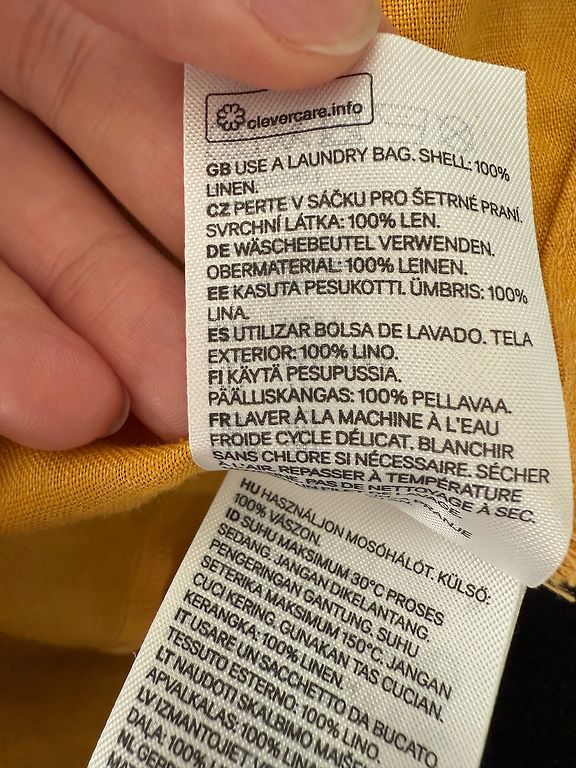 clevercare.info
GB USE A LAUNDRY BAG. SHELL: 100%
LINEN.
CZ PERTE V SÁČKU PRO ŠETRNÉ PRANÍ.
SVRCHNÍ LÁTKA: 100% LEN.
DE WÄSCHEBEUTEL VERWENDEN.
OBERMATERIAL: 100% LEINEN.
EE KASUTA PESUKOTTI. ÜMBRIS: 100%
LINA.
ES UTILIZAR BOLSA DE LAVADO. TELA
EXTERIOR: 100% LINO.
FI KÄYTÄ PESUPUSSIA.
PÄÄLLISKANGAS: 100% PELLAVAA.
FR LAVER À LA MACHINE À L'EAU
FROIDE CYCLE DÉLICAT. BLANCHIR
SANS CHLORE SI NÉCESSAIRE. SÉCHER
À L'AIR. REPASSER À TEMPÉRATURE
PAS DE NETTOYAGE À SEC.
PRANJE
HU HASZNÁLJON MOSÓHÁLÓT. KÜLSŐ:
100% VÁSZON.
ID SUHU MAKSIMUM 30°C PROSES
SEDANG. JANGAN DIKELANTANG.
PENGERINGAN GANTUNG. SUHU
SETERIKA MAKSIMUM 150°C. JANGAN
CUCI KERING. GUNAKAN TAS CUCIAN.
KERANGKA: 100% LINEN.
IT USARE UN SACCHETTO DA BUCATO
TESSUTO ESTERNO: 100% LINO.
LT NAUDOTI SKALBIMO
APVALKALAS: 100%
LV IZMANTOJIET
DAĻA: 100%
NL